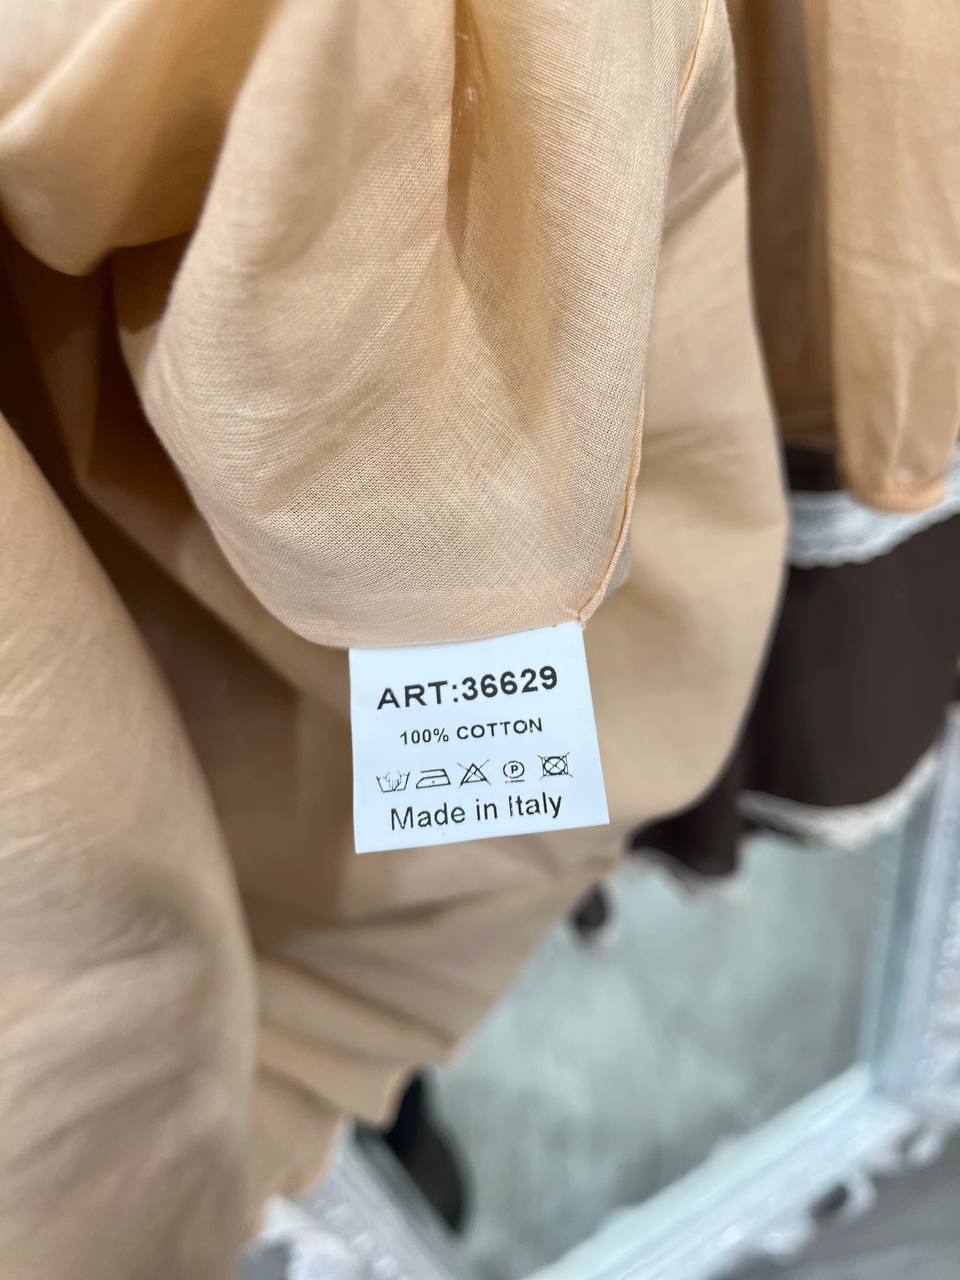 ART:36629
100% COTTON
P
Made in Italy